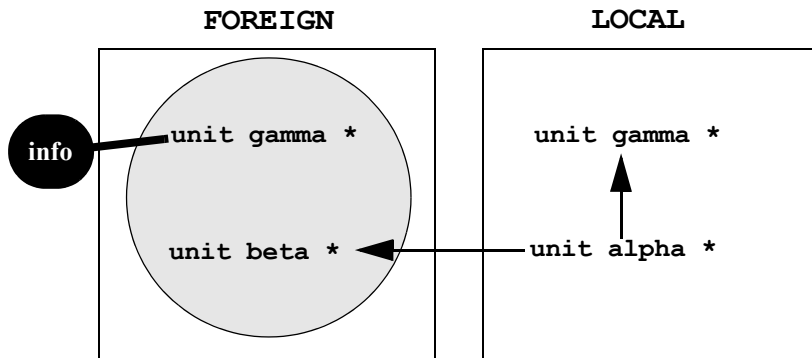 FOREIGN
LOCAL
info
unit gamma *
unit gamma *
unit beta *
unit alpha *